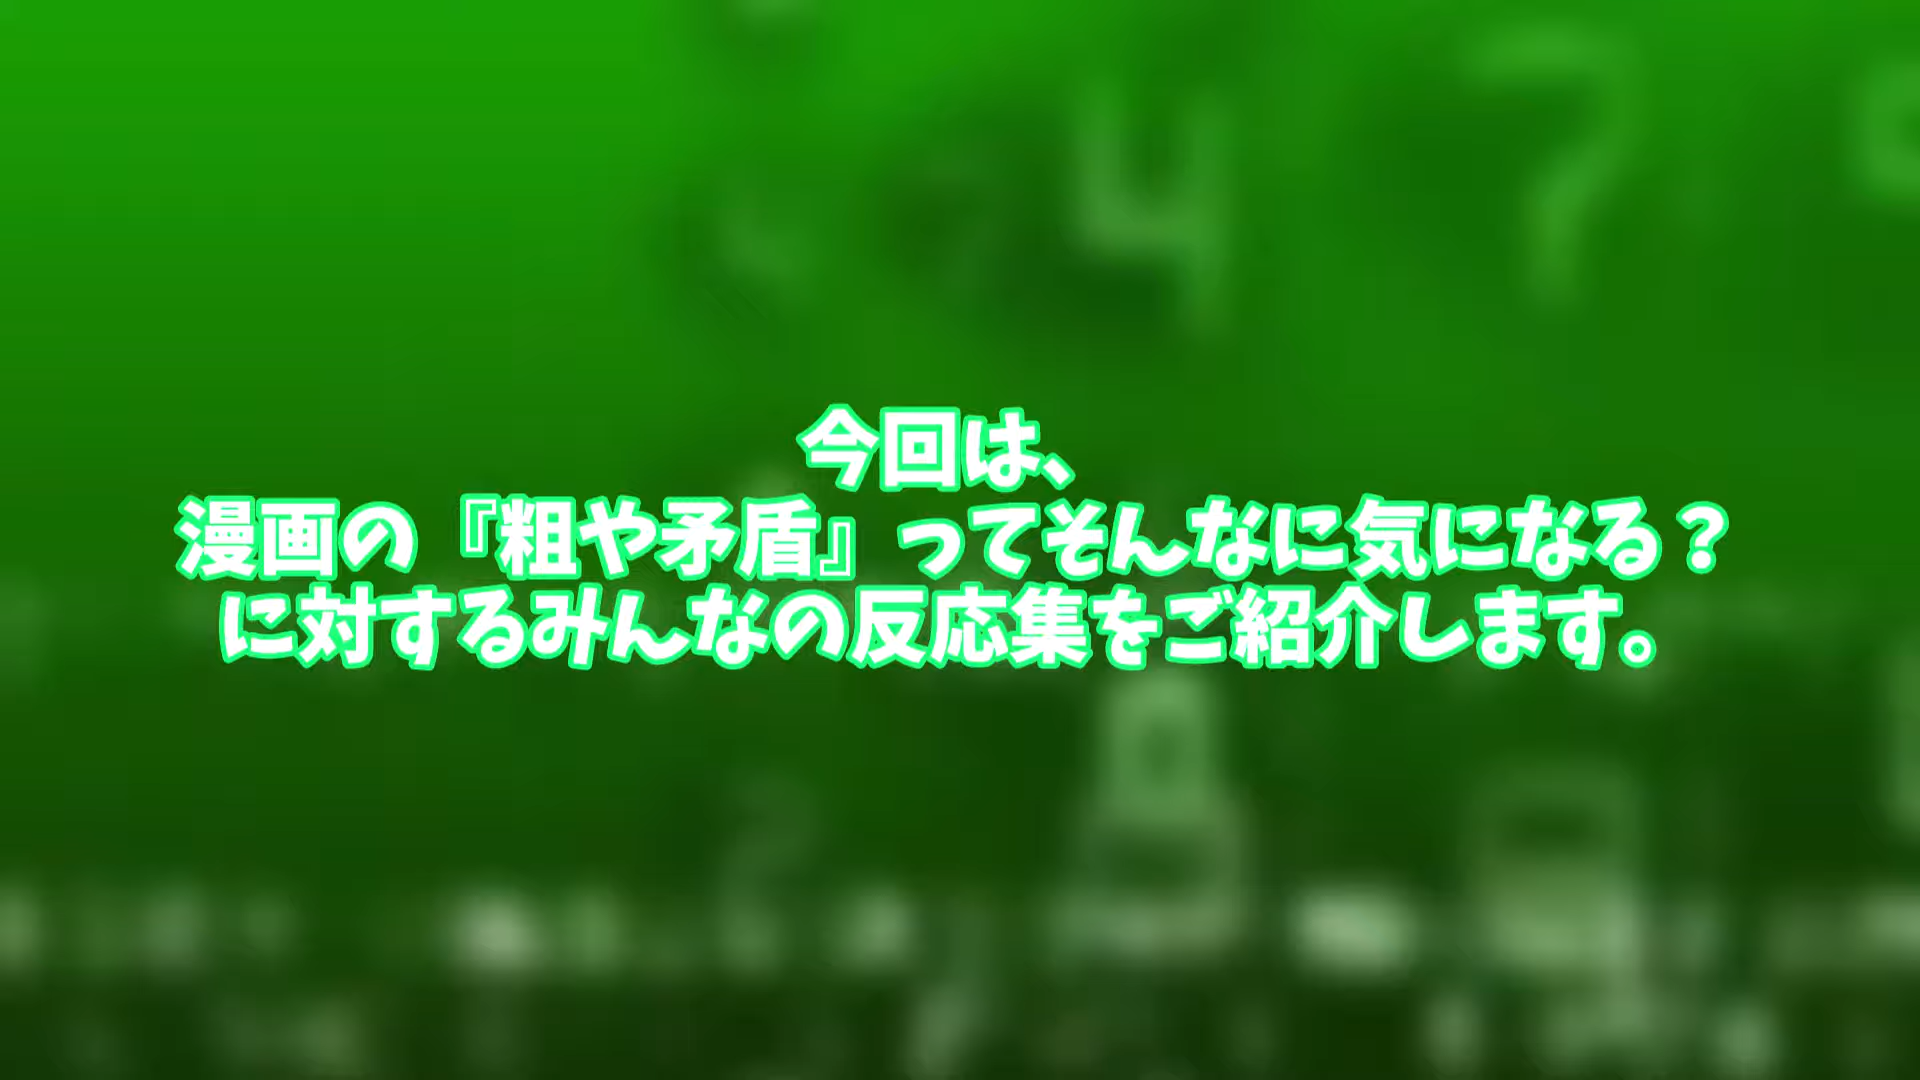 今回は、
漫画の『粗や矛盾』ってそんなに気になる？
に対するみんなの反応集をご紹介します。